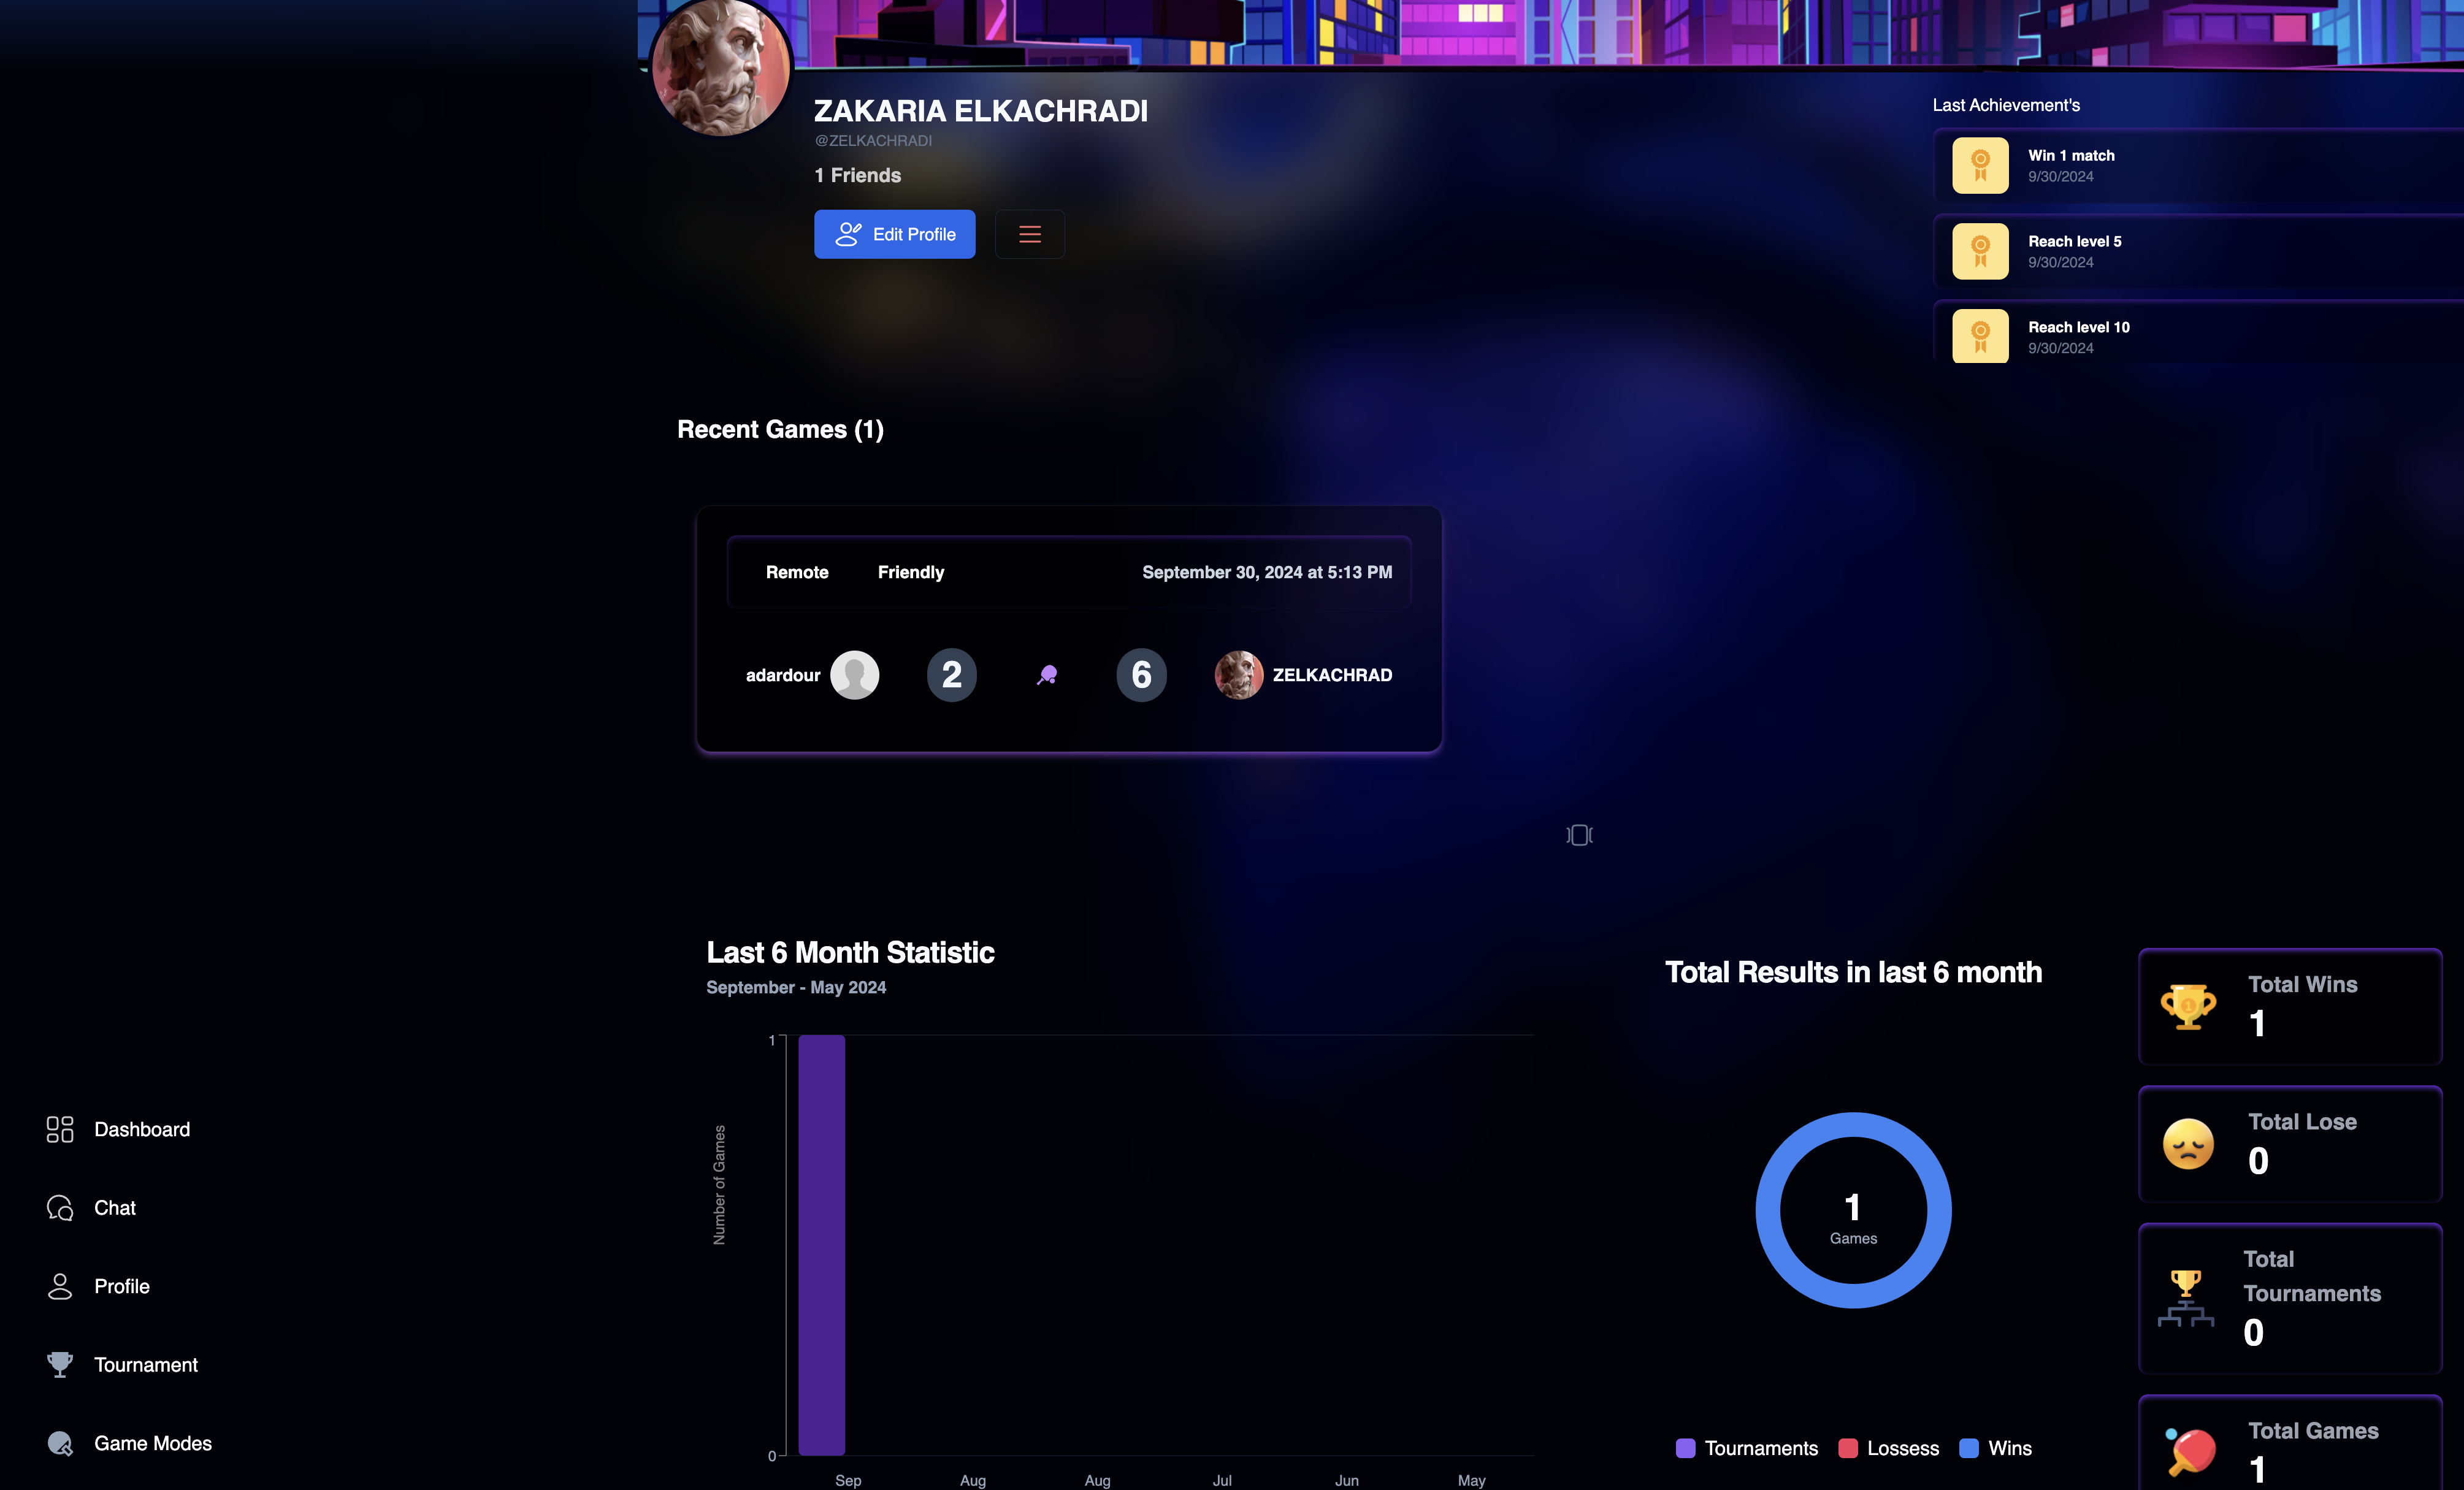 ZAKARIA ELKACHRADI
@ZELKACHRADI
1 Friends
Edit Profile
Last Achievement's
Win 1 match
9/30/2024
Reach level 5
9/30/2024
Reach level 10
9/30/2024
Recent Games (1)
Remote Friendly September 30, 2024 at 5:13 PM
adardour 2 6 ZELKACHRAD
Dashboard
Chat
Profile
Tournament
Game Modes
Last 6 Month Statistic
September - May 2024
Number of Games
1
0
Sep Aug Aug Jul Jun May
Total Results in last 6 month
1
Games
Tournaments Lossess Wins
Total Wins
1
Total Lose
0
Total
Tournaments
0
Total Games
1